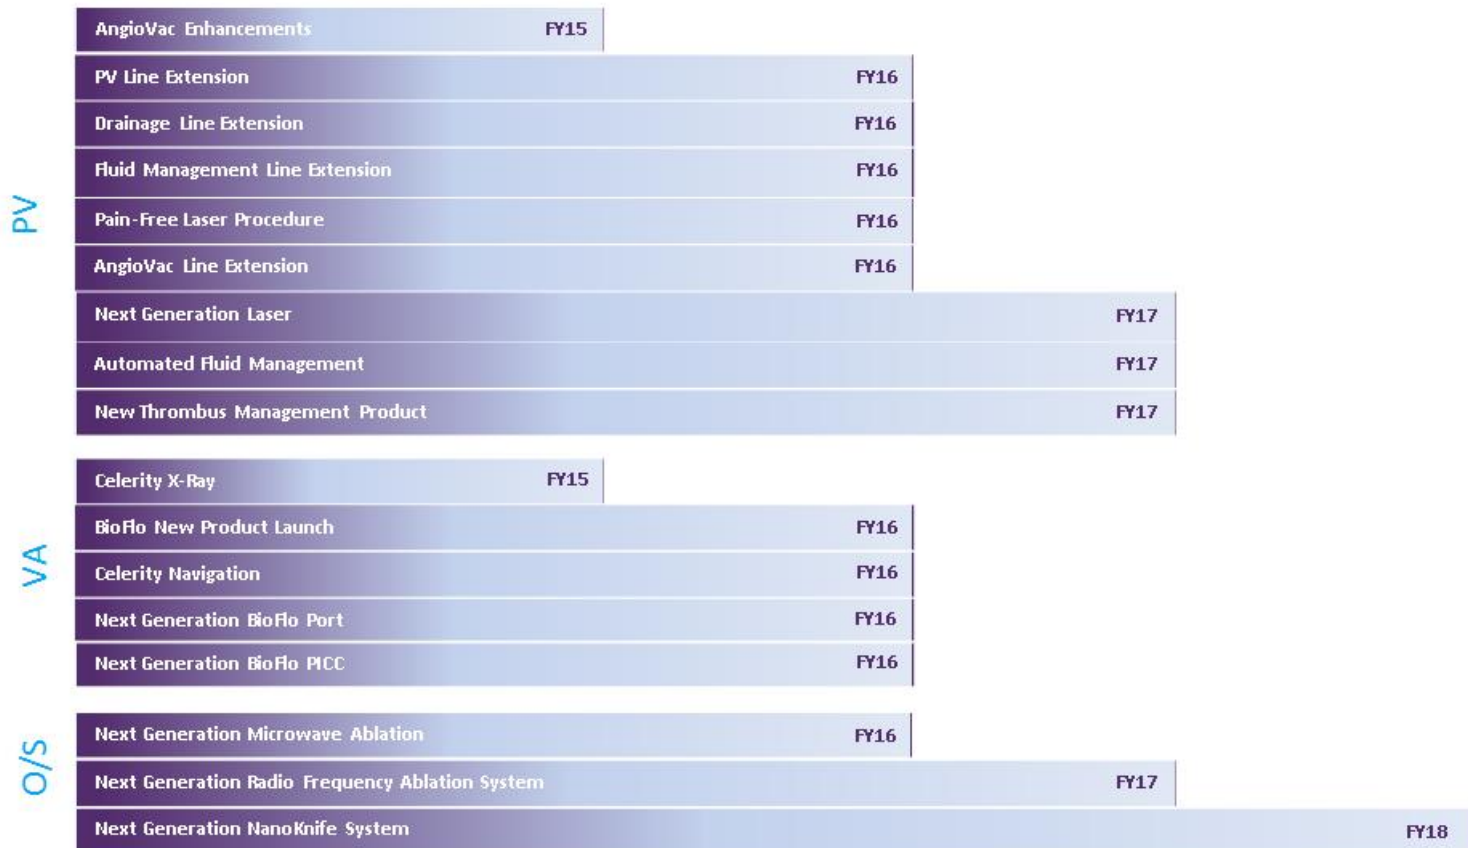 PV
AngioVac Enhancements FY15
PV Line Extension FY16
Drainage Line Extension FY16
Fluid Management Line Extension FY16
Pain-Free Laser Procedure FY16
AngioVac Line Extension FY16
Next Generation Laser FY17
Automated Fluid Management FY17
New Thrombus Management Product FY17
VA
Celerity X-Ray FY15
BioFlo New Product Launch FY16
Celerity Navigation FY16
Next Generation BioFlo Port FY16
Next Generation BioFlo PICC FY16
O/S
Next Generation Microwave Ablation FY16
Next Generation Radio Frequency Ablation System FY17
Next Generation NanoKnife System FY18